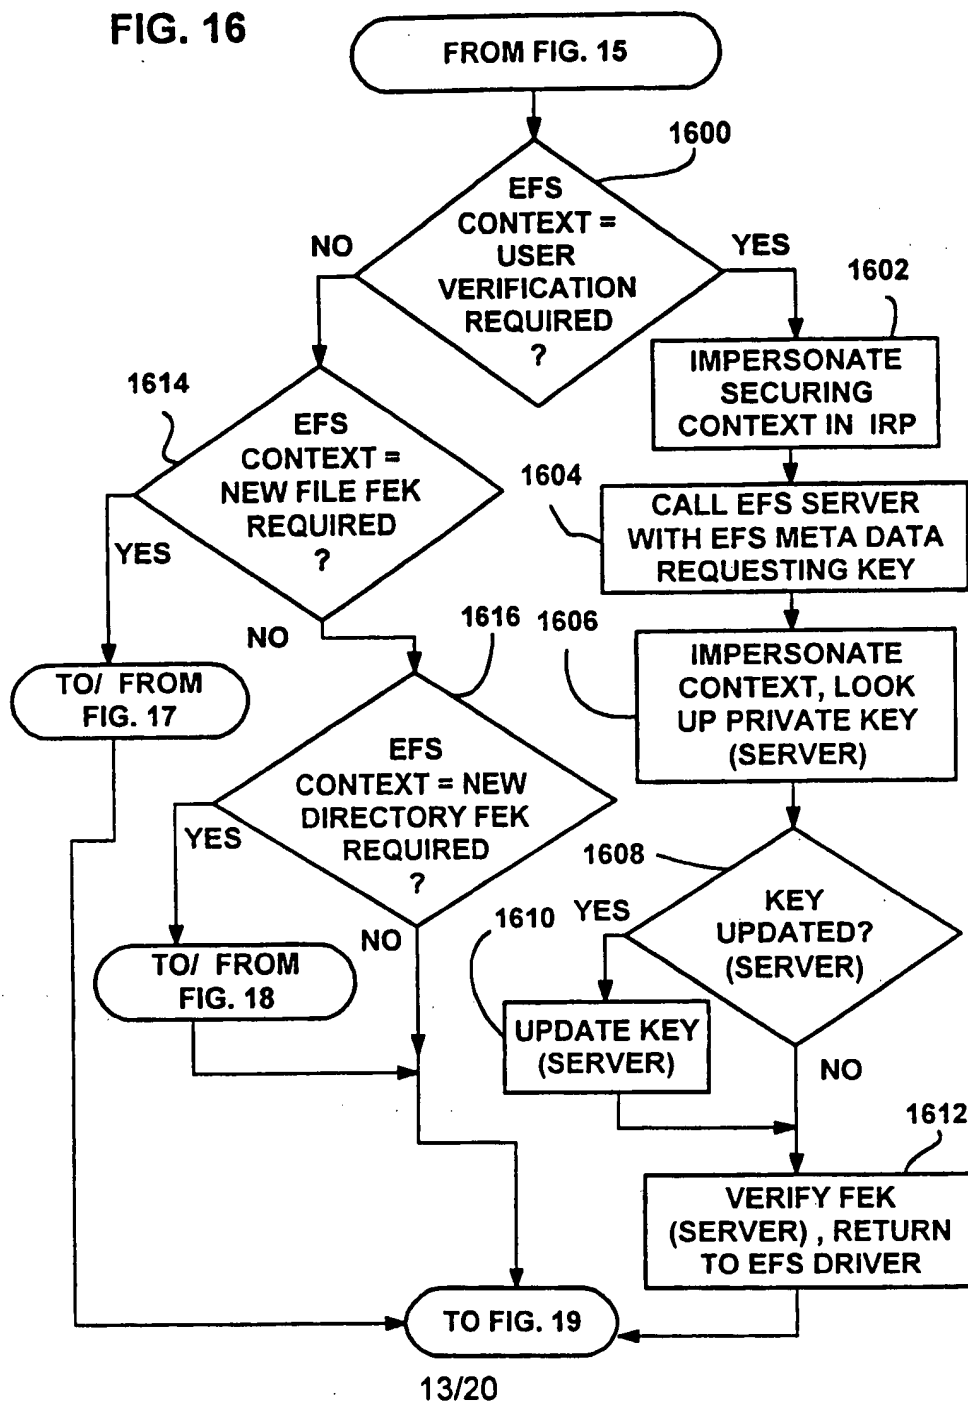 FIG. 16
FROM FIG. 15
1600
EFS
CONTEXT =
USER
VERIFICATION
REQUIRED
?
NO
YES
1602
IMPERSONATE
SECURING
CONTEXT IN IRP
1614
EFS
CONTEXT =
NEW FILE FEK
REQUIRED
?
YES
NO
1604
CALL EFS SERVER
WITH EFS META DATA
REQUESTING KEY
1606
IMPERSONATE
CONTEXT, LOOK
UP PRIVATE KEY
(SERVER)
1616
TO/ FROM
FIG. 17
EFS
CONTEXT = NEW
DIRECTORY FEK
REQUIRED
?
YES
NO
1608
KEY
UPDATED?
(SERVER)
YES
NO
1610
UPDATE KEY
(SERVER)
TO/ FROM
FIG. 18
1612
VERIFY FEK
(SERVER) , RETURN
TO EFS DRIVER
TO FIG. 19
13/20